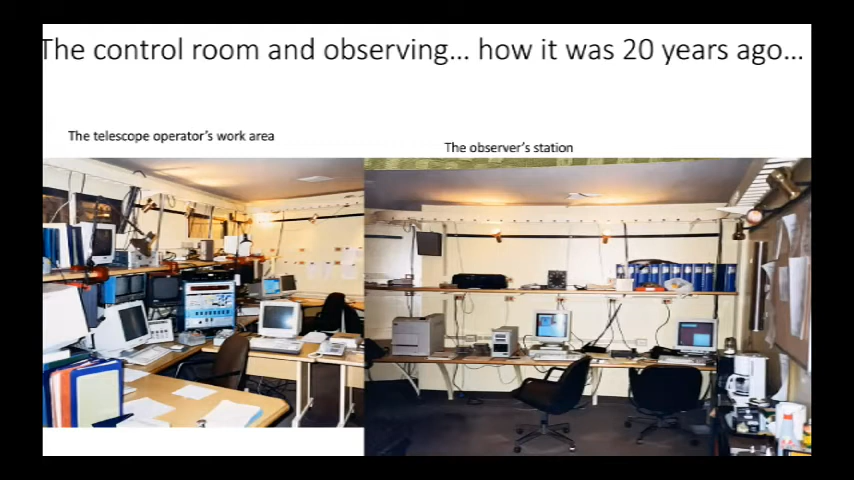 The control room and observing... how it was 20 years ago...
The telescope operator's work area
The observer's station